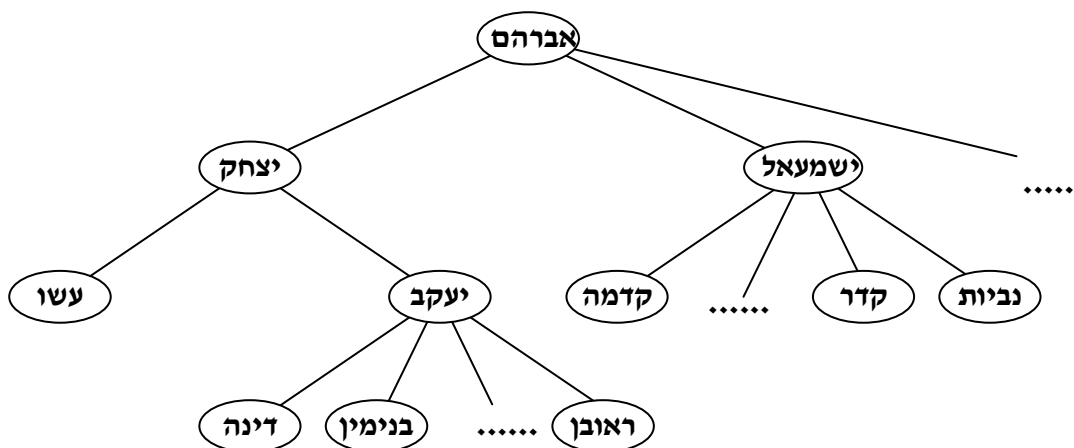 אברהם
ישמעאל יצחק
.....
נביות קדר ...... קדמה יעקב עשו
ראובן ...... בנימין דינה